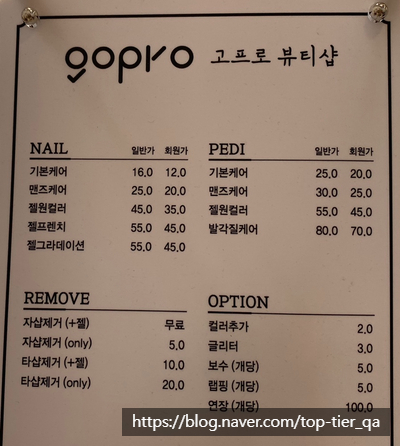 gopro 고프로 뷰티샵
NAIL 일반가 회원가
기본케어 16.0 12.0
맨즈케어 25.0 20.0
젤원컬러 45.0 35.0
젤프렌치 55.0 45.0
젤그라데이션 55.0 45.0
PEDI 일반가 회원가
기본케어 25.0 20.0
맨즈케어 30.0 25.0
젤원컬러 55.0 45.0
발각질케어 80.0 70.0
REMOVE
자샵제거 (+젤) 무료
자샵제거 (only) 5.0
타샵제거 (+젤) 10.0
타샵제거 (only) 20.0
OPTION
컬러추가 2.0
글리터 3.0
보수 (개당) 5.0
랩핑 (개당) 5.0
연장 (개당) 100.0
https://blog.naver.com/top-tier_qa